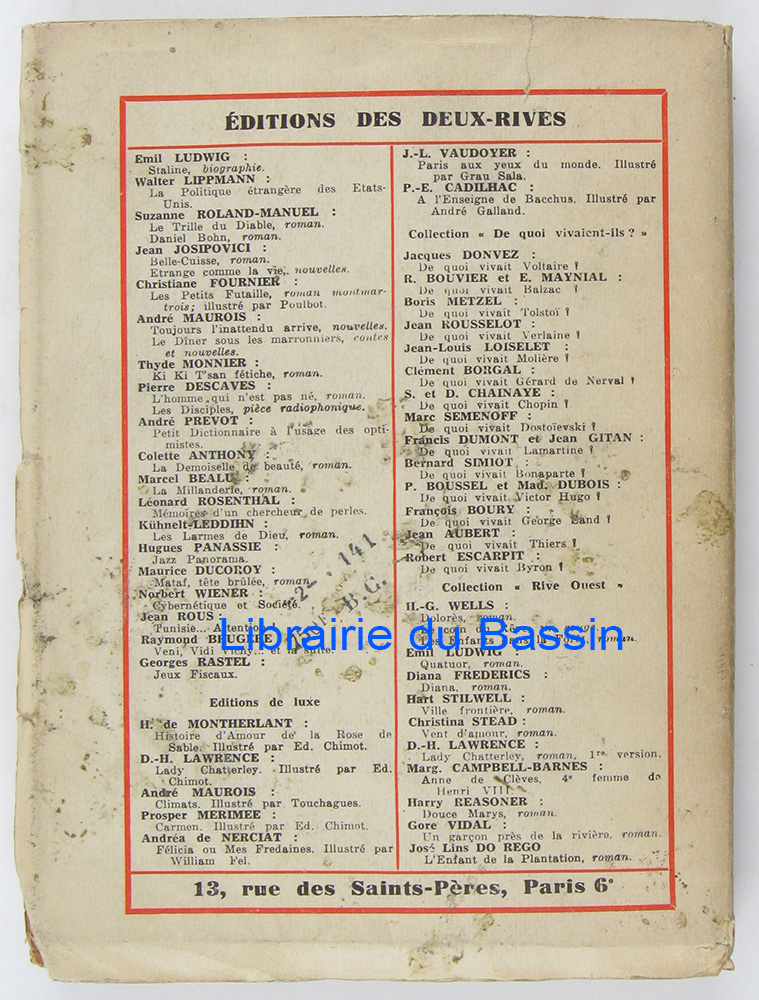 ÉDITIONS DES DEUX-RIVES
Emil LUDWIG :
Staline, biographie.
Walter LIPPMANN :
La Politique étrangère des Etats-
Unis.
Suzanne ROLAND-MANUEL :
Le Trille du Diable, roman.
Daniel Bohn, roman.
Jean JOSIPOVICI :
Belle-Cuisse, roman.
Etrange comme la vie, nouvelles.
Christiane FOURNIER :
Les Petits Futaille, roman montmar-
trois; illustré par Poulbot.
André MAUROIS :
Toujours l'inattendu arrive, nouvelles.
Le Dîner sous les marronniers, contes
et nouvelles.
Thyde MONNIER :
Ki Ki T'san fétiche, roman.
Pierre DESCAVES :
L'homme qui n'est pas né, roman.
Les Disciples, pièce radiophonique.
André PREVOT :
Petit Dictionnaire à l'usage des opti-
mistes.
Colette ANTHONY :
La Demoiselle de beauté, roman.
Marcel BEALU :
La Millanderie, roman.
Léonard ROSENTHAL :
Mémoires d'un chercheur de perles.
Kühnelt-LEDDIHN :
Les Larmes de Dieu, roman.
Hugues PANASSIE :
Jazz Panorama.
Maurice DUCOROY :
Mataf, tête brûlée, roman
Norbert WIENER :
Cybernétique et Société.
Jean ROUS :
Tunisie... Attention !
Raymond BRUGERE
Veni, Vidi Vichy... et la suite.
Georges RASTEL :
Jeux Fiscaux.
Editions de luxe
H. de MONTHERLANT :
Histoire d'Amour de la Rose de
Sable. Illustré par Ed. Chimot.
D.-H. LAWRENCE :
Lady Chatterley. Illustré par Ed.
Chimot.
André MAUROIS :
Climats. Illustré par Touchagues.
Prosper MERIMEE :
Carmen. Illustré par Ed. Chimot.
Andréa de NERCIAT :
Félicia ou Mes Fredaines. Illustré par
William Fel.
J.-L. VAUDOYER :
Paris aux yeux du monde. Illustré
par Grau Sala.
P.-E. CADILHAC :
A l'Enseigne de Bacchus. Illustré par
André Galland.
Collection « De quoi vivaient-ils ? »
Jacques DONVEZ :
De quoi vivait Voltaire ?
R. BOUVIER et E. MAYNIAL :
De quoi vivait Balzac ?
Boris METZEL :
De quoi vivait Tolstoï ?
Jean ROUSSELOT :
De quoi vivait Verlaine ?
Jean-Louis LOISELET :
De quoi vivait Molière ?
Clément BORGAL :
De quoi vivait Gérard de Nerval ?
S. et D. CHAINAYE :
De quoi vivait Chopin ?
Marc SEMENOFF :
De quoi vivait Dostoïevski ?
Francis DUMONT et Jean GITAN :
De quoi vivait Lamartine ?
Bernard SIMIOT :
De quoi vivait Bonaparte ?
P. BOUSSEL et Mad. DUBOIS :
De quoi vivait Victor Hugo ?
François BOURY :
De quoi vivait George Sand ?
Jean AUBERT :
De quoi vivait Thiers ?
Robert ESCARPIT :
De quoi vivait Byron ?
Collection « Rive Ouest »
H.-G. WELLS :
Dolorès, roman.
Les Enfants dans la roman.
Emil LUDWIG
Quatuor, roman.
Diana FREDERICS :
Diana, roman.
Hart STILWELL :
Ville frontière, roman.
Christina STEAD :
Vent d'amour, roman.
D.-H. LAWRENCE :
Lady Chatterley, roman, 1re version.
Marg. CAMPBELL-BARNES :
Anne de Clèves, 4e femme de
Henri VIII.
Harry REASONER :
Douce Marys, roman.
Gore VIDAL :
Un garçon près de la rivière, roman.
José Lins DO REGO
L'Enfant de la Plantation, roman.
13, rue des Saints-Pères, Paris 6e
22 141
B.G.
Librairie du Bassin